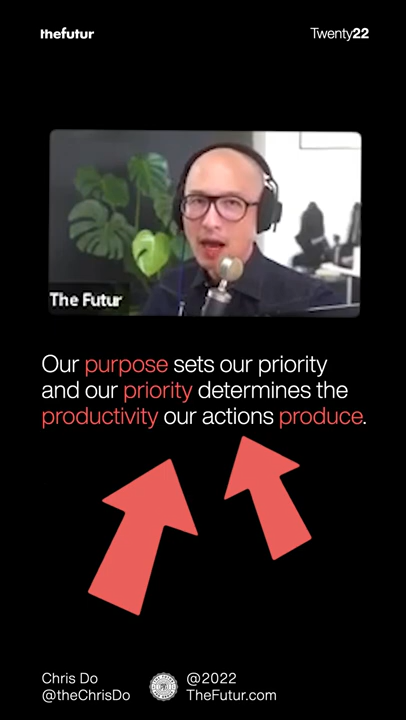 thefutur
Twenty22
The Futur
Our purpose sets our priority
and our priority determines the
productivity our actions produce.
Chris Do
@theChrisDo
@2022
TheFutur.com